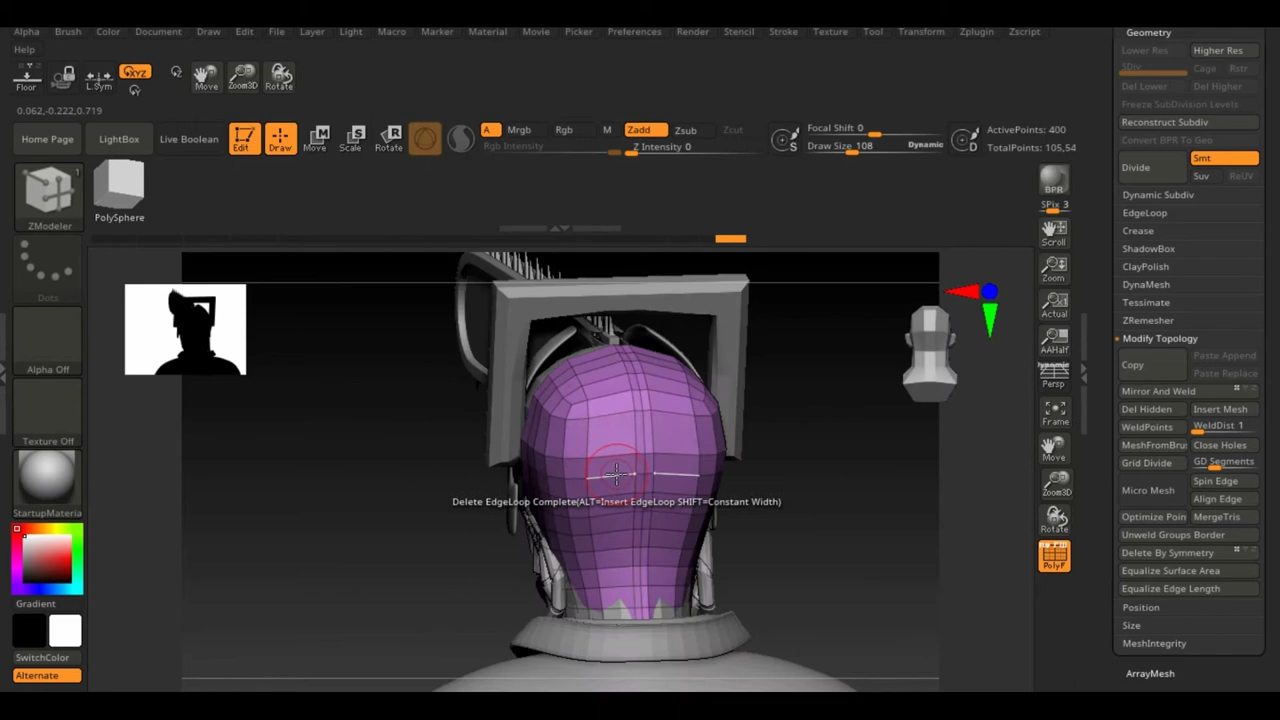 Alpha Brush Color Document Draw Edit File Layer Light Macro Marker Material Movie Picker Preferences Render Stencil Stroke Texture Tool Transform Zplugin Zscript
Help
Floor
L.Sym
XYZ
Move
Zoom3D
Rotate
0.062,-0.222,0.719
Home Page
LightBox
Live Boolean
Edit
Draw
Move
Scale
Rotate
A
Mrgb
Rgb
M
Zadd
Zsub
Zcut
Rgb Intensity
Z Intensity 0
Focal Shift 0
Draw Size 108
Dynamic
ActivePoints: 400
TotalPoints: 105,54
1
ZModeler
PolySphere
Dots
Alpha Off
Texture Off
StartupMateria
Gradient
SwitchColor
Alternate
Delete EdgeLoop Complete(ALT=Insert EdgeLoop SHIFT=Constant Width)
BPR
SPix 3
Scroll
Zoom
Actual
AAHalf
Dynamic
Persp
Frame
Move
Zoom3D
Rotate
PolyF
Geometry
Lower Res
Higher Res
SDiv
Cage
Rstr
Del Lower
Del Higher
Freeze SubDivision Levels
Reconstruct Subdiv
Convert BPR To Geo
Divide
Smt
Suv
ReUV
Dynamic Subdiv
EdgeLoop
Crease
ShadowBox
ClayPolish
DynaMesh
Tessimate
ZRemesher
Modify Topology
Copy
Paste Append
Paste Replace
Mirror And Weld
Del Hidden
Insert Mesh
WeldPoints
WeldDist 1
MeshFromBru
Close Holes
Grid Divide
GD Segments
Micro Mesh
Spin Edge
Align Edge
Optimize Poin
MergeTris
Unweld Groups Border
Delete By Symmetry
Equalize Surface Area
Equalize Edge Length
Position
Size
MeshIntegrity
ArrayMesh